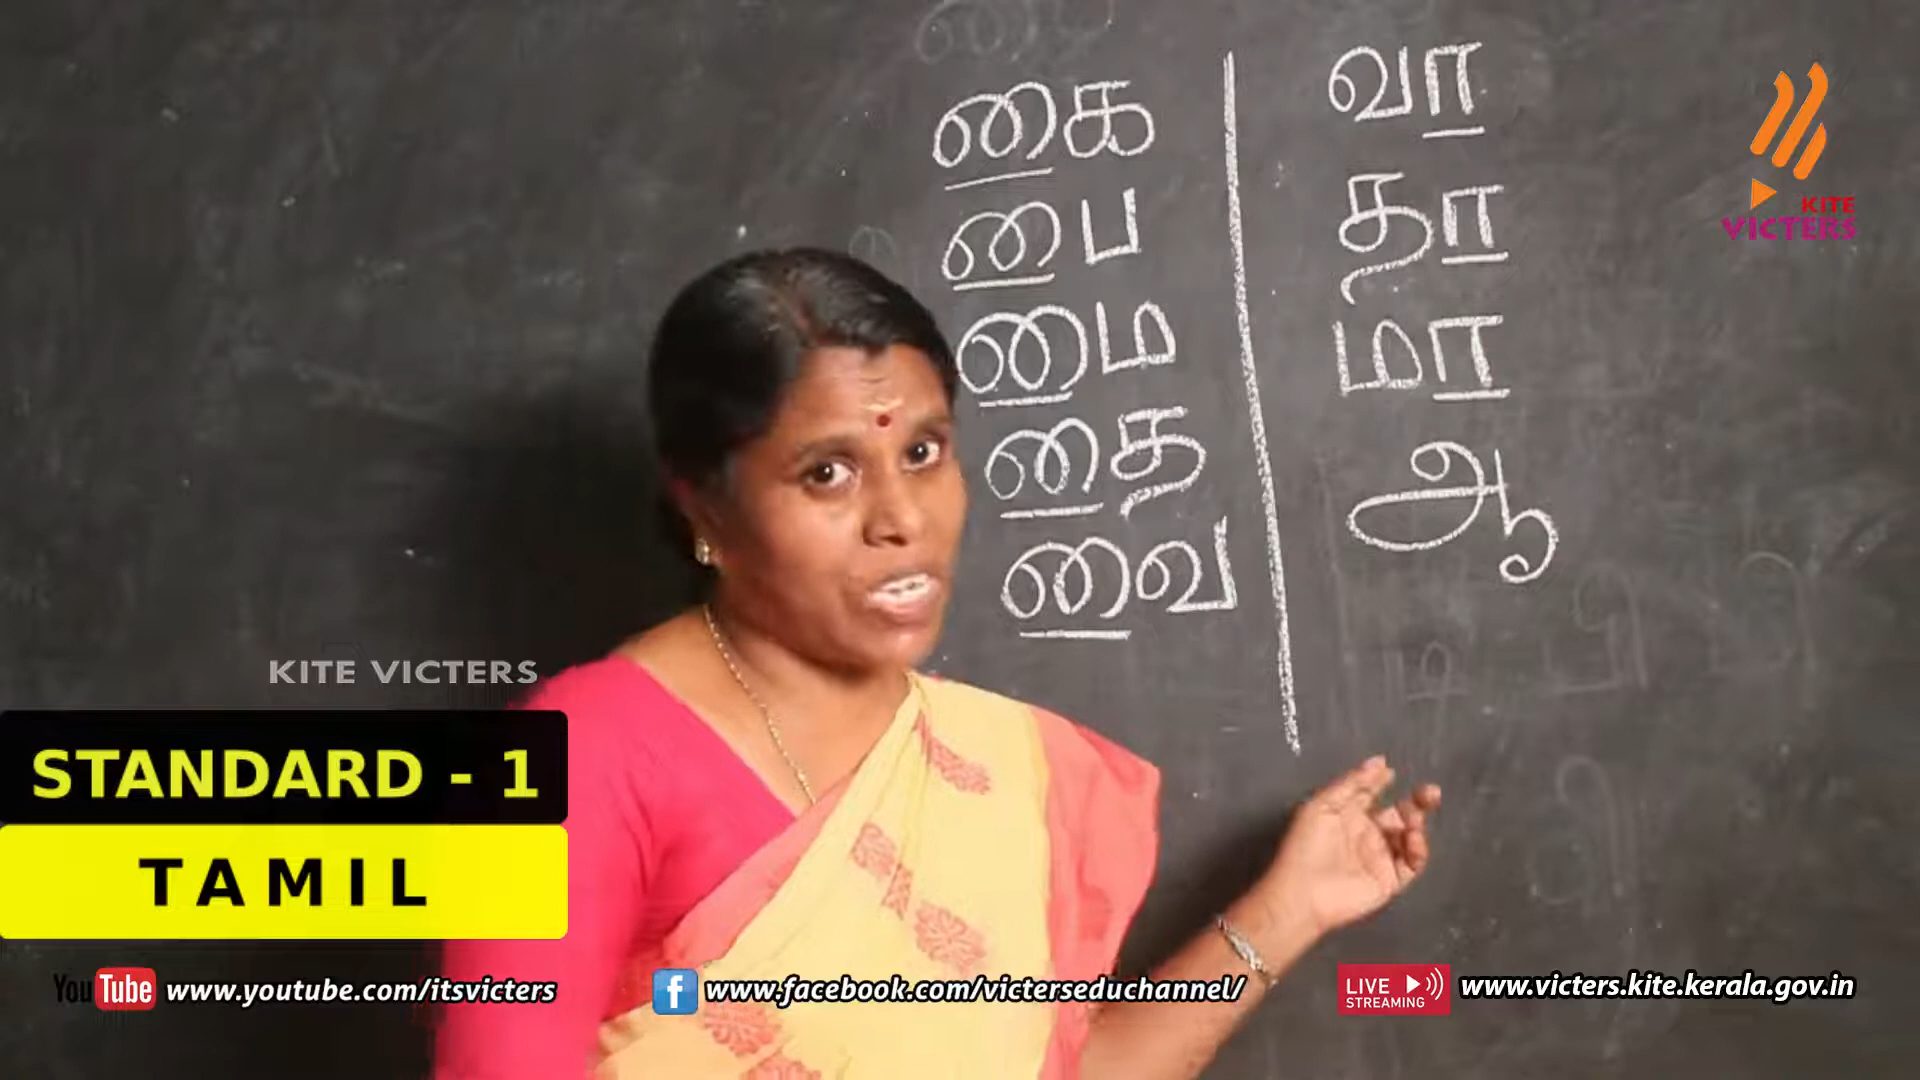 கை
பை
மை
தை
வை
வா
தா
மா
ஆ
KITE
VICTERS
KITE VICTERS
STANDARD - 1
TAMIL
YouTube www.youtube.com/itsvicters
f www.facebook.com/victerseduchannel/
LIVE STREAMING www.victers.kite.kerala.gov.in